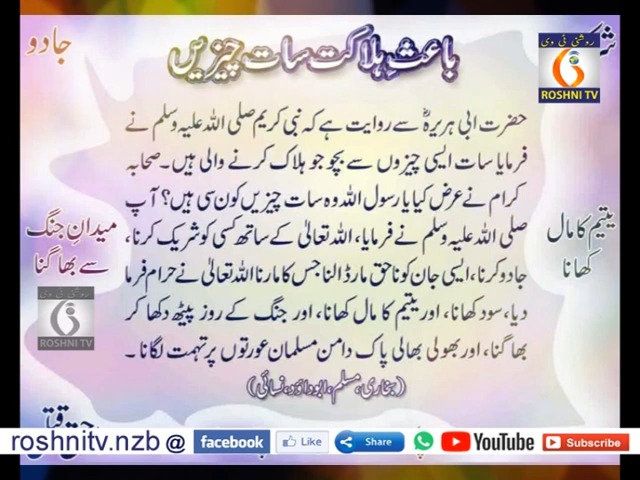 جادو
شرک
روشنی ٹی وی
ROSHNI TV
باعثِ ہلاکت سات چیزیں
حضرت ابی ہریرہؓ سے روایت ہے کہ نبی کریم صلی اللہ علیہ وسلم نے
فرمایا سات ایسی چیزوں سے بچو جو ہلاک کرنے والی ہیں۔ صحابہ
کرام نے عرض کیا یا رسول اللہ وہ سات چیزیں کون سی ہیں؟ آپ
صلی اللہ علیہ وسلم نے فرمایا، اللہ تعالیٰ کے ساتھ کسی کو شریک کرنا،
جادو کرنا، ایسی جان کو ناحق مار ڈالنا جس کا مارنا اللہ تعالیٰ نے حرام فرما
دیا، سود کھانا، اور یتیم کا مال کھانا، اور جنگ کے روز پیٹھ دکھا کر
بھاگنا، اور بھولی بھالی پاک دامن مسلمان عورتوں پر تہمت لگانا ۔
(بخاری، مسلم، ابوداؤد، نسائی)
یتیم کا مال
کھانا
میدانِ جنگ
سے بھاگنا
روشنی ٹی وی
ROSHNI TV
roshnitv.nzb @ facebook Like Share YouTube Subscribe